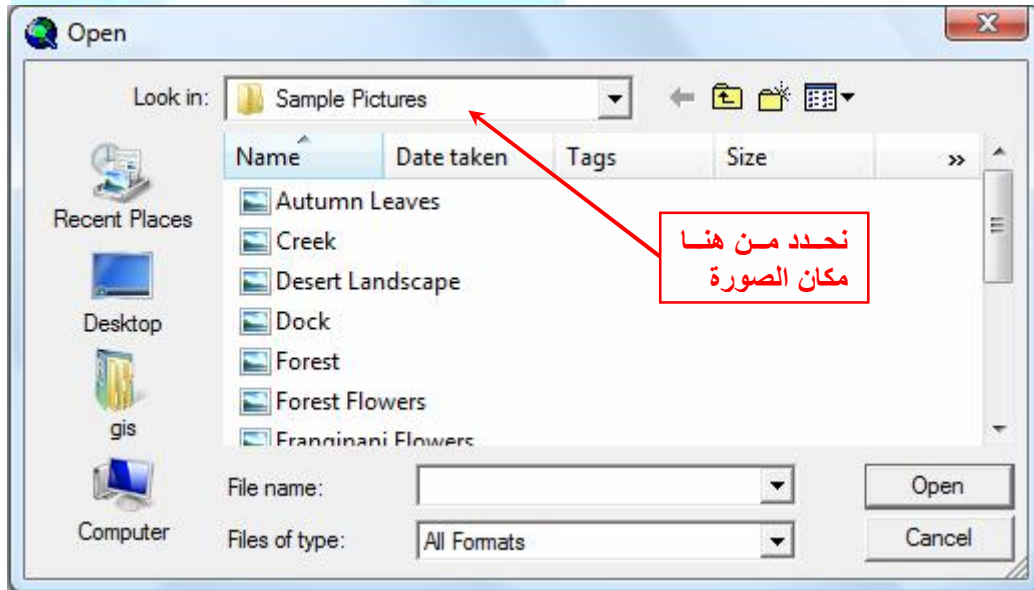 Open
Look in: Sample Pictures
Name Date taken Tags Size »
Recent Places
Desktop
gis
Computer
Autumn Leaves
Creek
Desert Landscape
Dock
Forest
Forest Flowers
Frangipani Flowers
نحدد من هنا
مكان الصورة
File name: Open
Files of type: All Formats Cancel